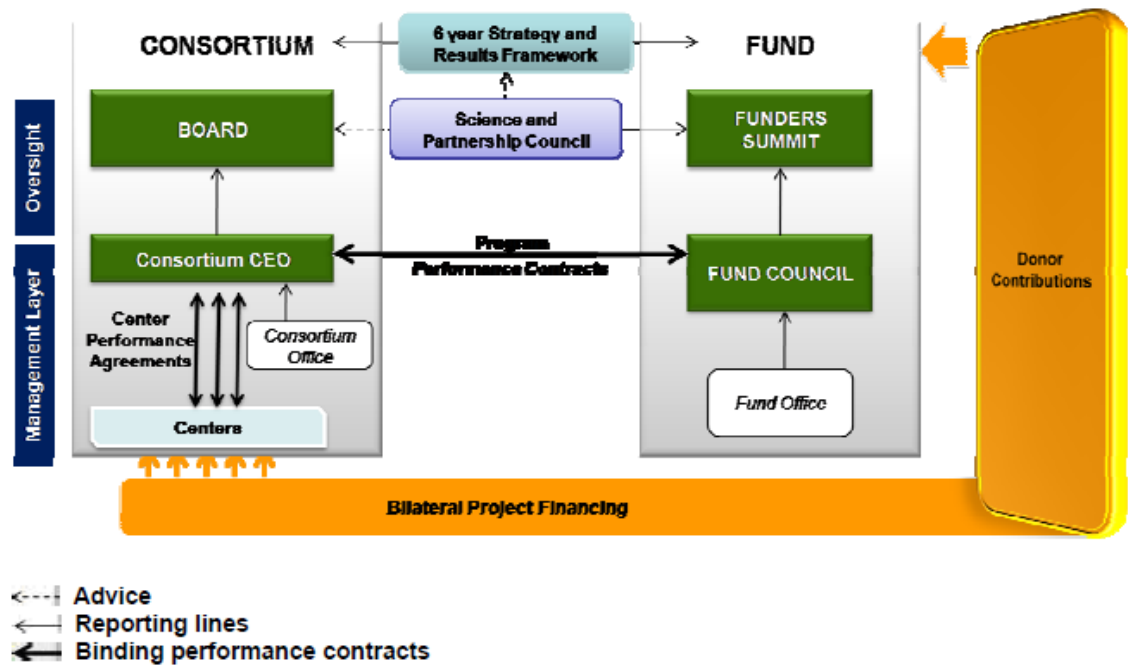 CONSORTIUM
6 year Strategy and
Results Framework
FUND
Oversight
BOARD
Science and
Partnership Council
FUNDERS
SUMMIT
Management Layer
Consortium CEO
Program
Performance Contracts
FUND COUNCIL
Donor
Contributions
Center
Performance
Agreements
Consortium
Office
Fund Office
Centers
Bilateral Project Financing
Advice
Reporting lines
Binding performance contracts